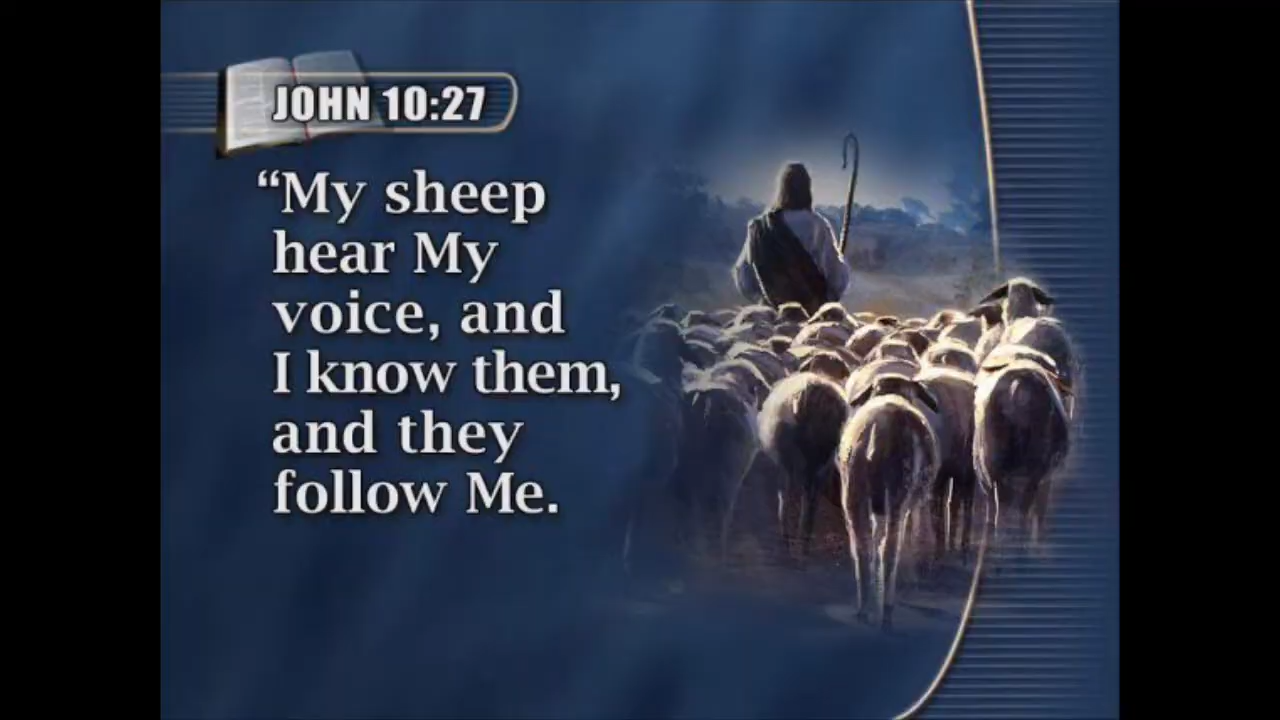 JOHN 10:27
“My sheep
hear My
voice, and
I know them,
and they
follow Me.